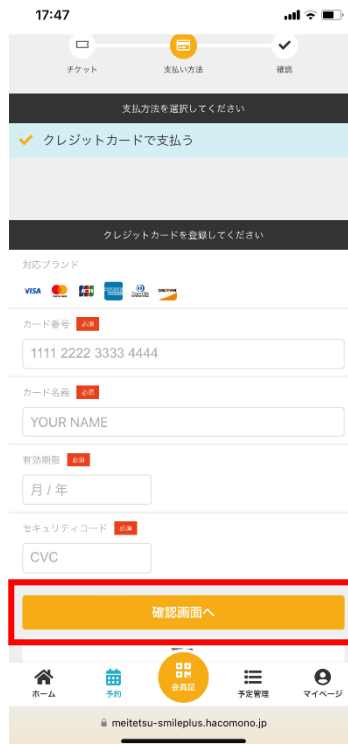 17:47
チケット
支払い方法
確認
支払方法を選択してください
クレジットカードで支払う
クレジットカードを登録してください
対応ブランド
VISA
JCB
カード番号 必須
1111 2222 3333 4444
カード名義 必須
YOUR NAME
有効期限 必須
月 / 年
セキュリティコード 必須
CVC
確認画面へ
ホーム
予約
会員証
予定管理
マイページ
meitetsu-smileplus.hacomono.jp